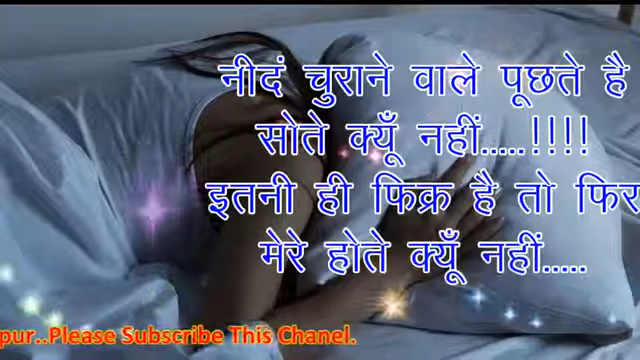 नीदं चुराने वाले पूछते है
सोते क्यूँ नहीं.....!!!!
इतनी ही फिक्र है तो फिर
मेरे होते क्यूँ नहीं.....
pur..Please Subscribe This Chanel.